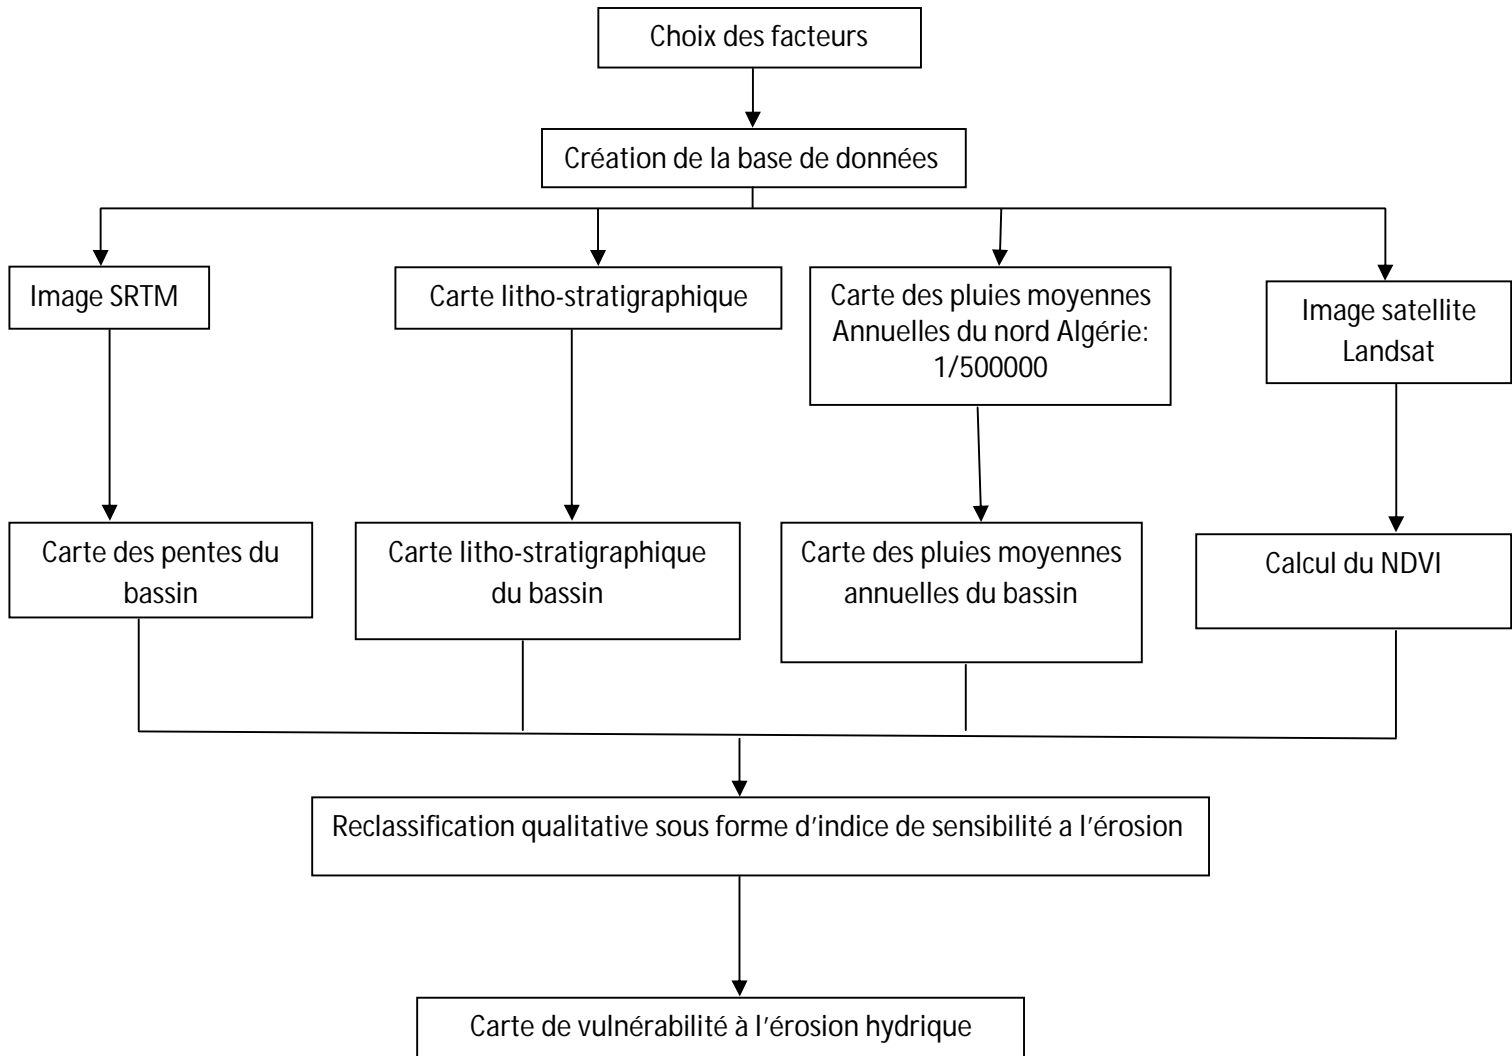 Choix des facteurs
Création de la base de données
Image SRTM
Carte litho-stratigraphique
Carte des pluies moyennes
Annuelles du nord Algérie:
1/500000
Image satellite
Landsat
Carte des pentes du
bassin
Carte litho-stratigraphique
du bassin
Carte des pluies moyennes
annuelles du bassin
Calcul du NDVI
Reclassification qualitative sous forme d’indice de sensibilité a l’érosion
Carte de vulnérabilité à l’érosion hydrique